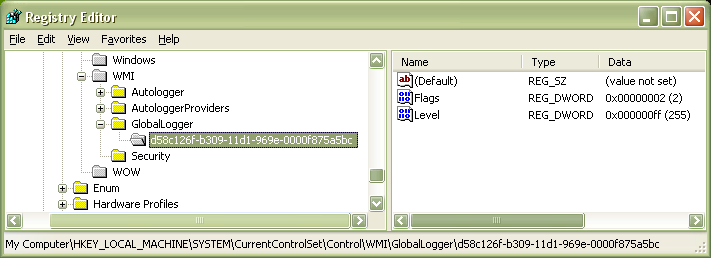 Registry Editor
File Edit View Favorites Help
Windows
WMI
Autologger
AutologgerProviders
GlobalLogger
d58c126f-b309-11d1-969e-0000f875a5bc
Security
WOW
Enum
Hardware Profiles
Name Type Data
(Default) REG_SZ (value not set)
Flags REG_DWORD 0x00000002 (2)
Level REG_DWORD 0x000000ff (255)
My Computer\HKEY_LOCAL_MACHINE\SYSTEM\CurrentControlSet\Control\WMI\GlobalLogger\d58c126f-b309-11d1-969e-0000f875a5bc